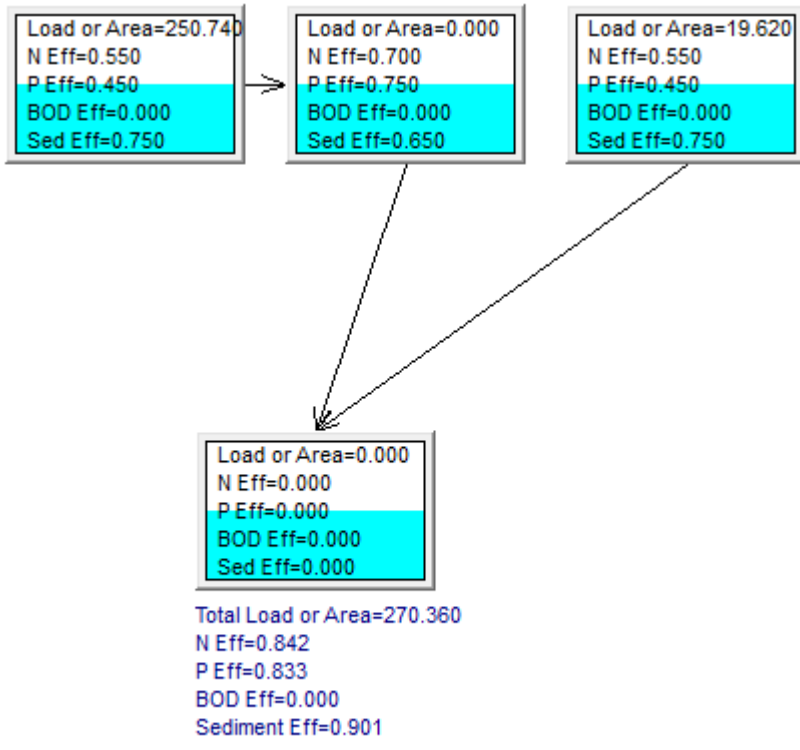 Load or Area=250.740
N Eff=0.550
P Eff=0.450
BOD Eff=0.000
Sed Eff=0.750
Load or Area=0.000
N Eff=0.700
P Eff=0.750
BOD Eff=0.000
Sed Eff=0.650
Load or Area=19.620
N Eff=0.550
P Eff=0.450
BOD Eff=0.000
Sed Eff=0.750
Load or Area=0.000
N Eff=0.000
P Eff=0.000
BOD Eff=0.000
Sed Eff=0.000
Total Load or Area=270.360
N Eff=0.842
P Eff=0.833
BOD Eff=0.000
Sediment Eff=0.901